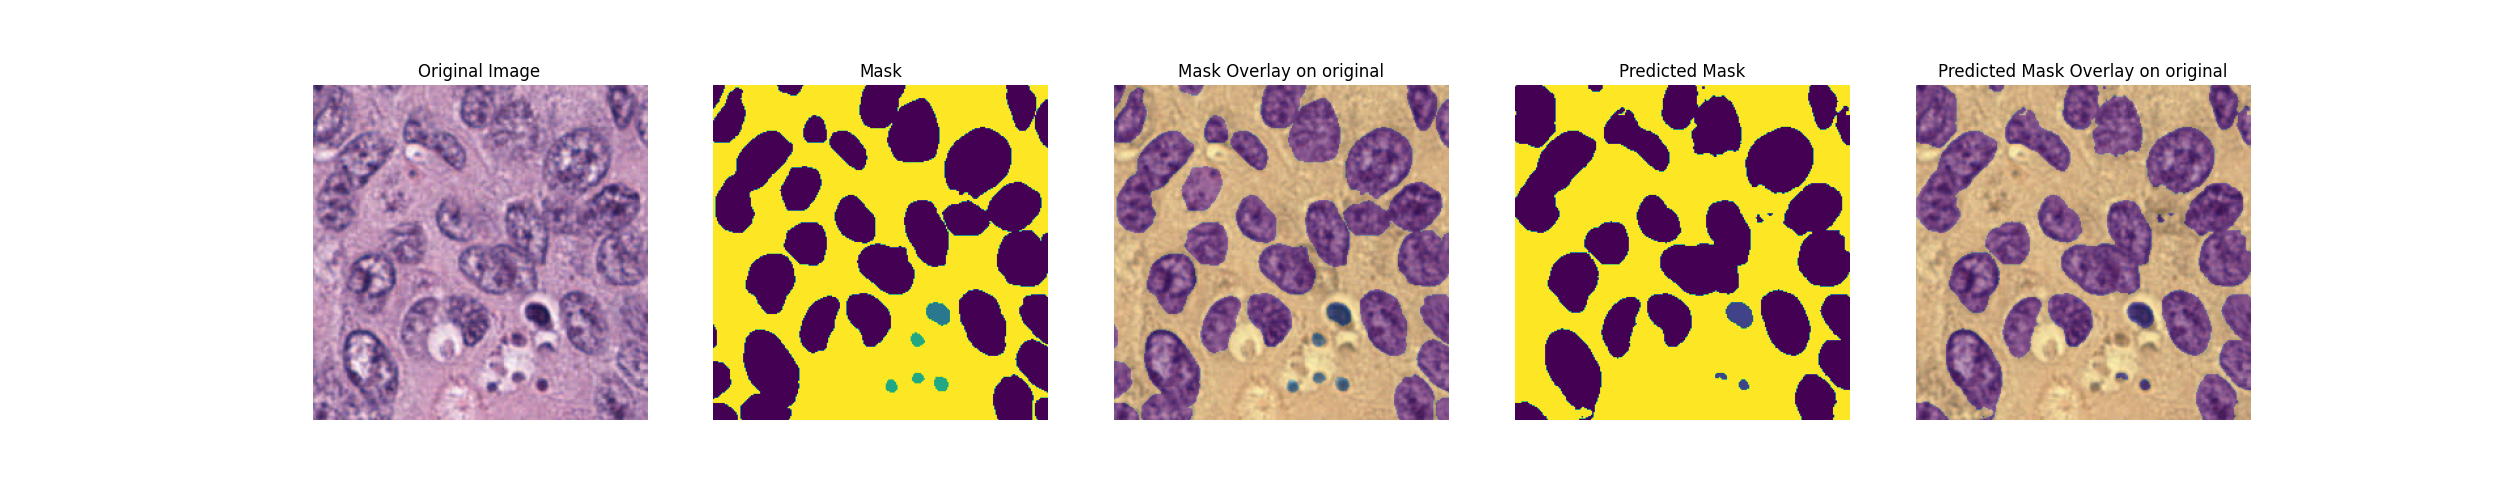 Original Image
Mask
Mask Overlay on original
Predicted Mask
Predicted Mask Overlay on original